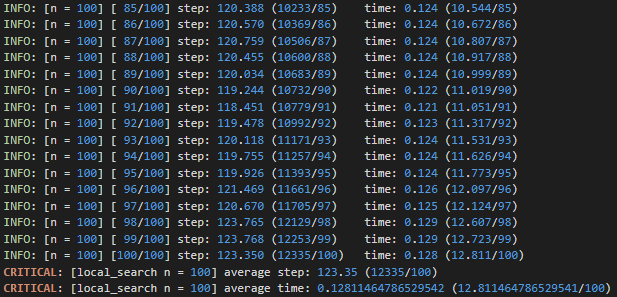 INFO: [n = 100] [ 85/100] step: 120.388 (10233/85)    time: 0.124 (10.544/85)
INFO: [n = 100] [ 86/100] step: 120.570 (10369/86)    time: 0.124 (10.672/86)
INFO: [n = 100] [ 87/100] step: 120.759 (10506/87)    time: 0.124 (10.807/87)
INFO: [n = 100] [ 88/100] step: 120.455 (10600/88)    time: 0.124 (10.917/88)
INFO: [n = 100] [ 89/100] step: 120.034 (10683/89)    time: 0.124 (10.999/89)
INFO: [n = 100] [ 90/100] step: 119.244 (10732/90)    time: 0.122 (11.019/90)
INFO: [n = 100] [ 91/100] step: 118.451 (10779/91)    time: 0.121 (11.051/91)
INFO: [n = 100] [ 92/100] step: 119.478 (10992/92)    time: 0.123 (11.317/92)
INFO: [n = 100] [ 93/100] step: 120.118 (11171/93)    time: 0.124 (11.531/93)
INFO: [n = 100] [ 94/100] step: 119.755 (11257/94)    time: 0.124 (11.626/94)
INFO: [n = 100] [ 95/100] step: 119.926 (11393/95)    time: 0.124 (11.773/95)
INFO: [n = 100] [ 96/100] step: 121.469 (11661/96)    time: 0.126 (12.097/96)
INFO: [n = 100] [ 97/100] step: 120.670 (11705/97)    time: 0.125 (12.124/97)
INFO: [n = 100] [ 98/100] step: 123.765 (12129/98)    time: 0.129 (12.607/98)
INFO: [n = 100] [ 99/100] step: 123.768 (12253/99)    time: 0.129 (12.723/99)
INFO: [n = 100] [100/100] step: 123.350 (12335/100)   time: 0.128 (12.811/100)
CRITICAL: [local_search n = 100] average step: 123.35 (12335/100)
CRITICAL: [local_search n = 100] average time: 0.12811464786529542 (12.811464786529541/100)